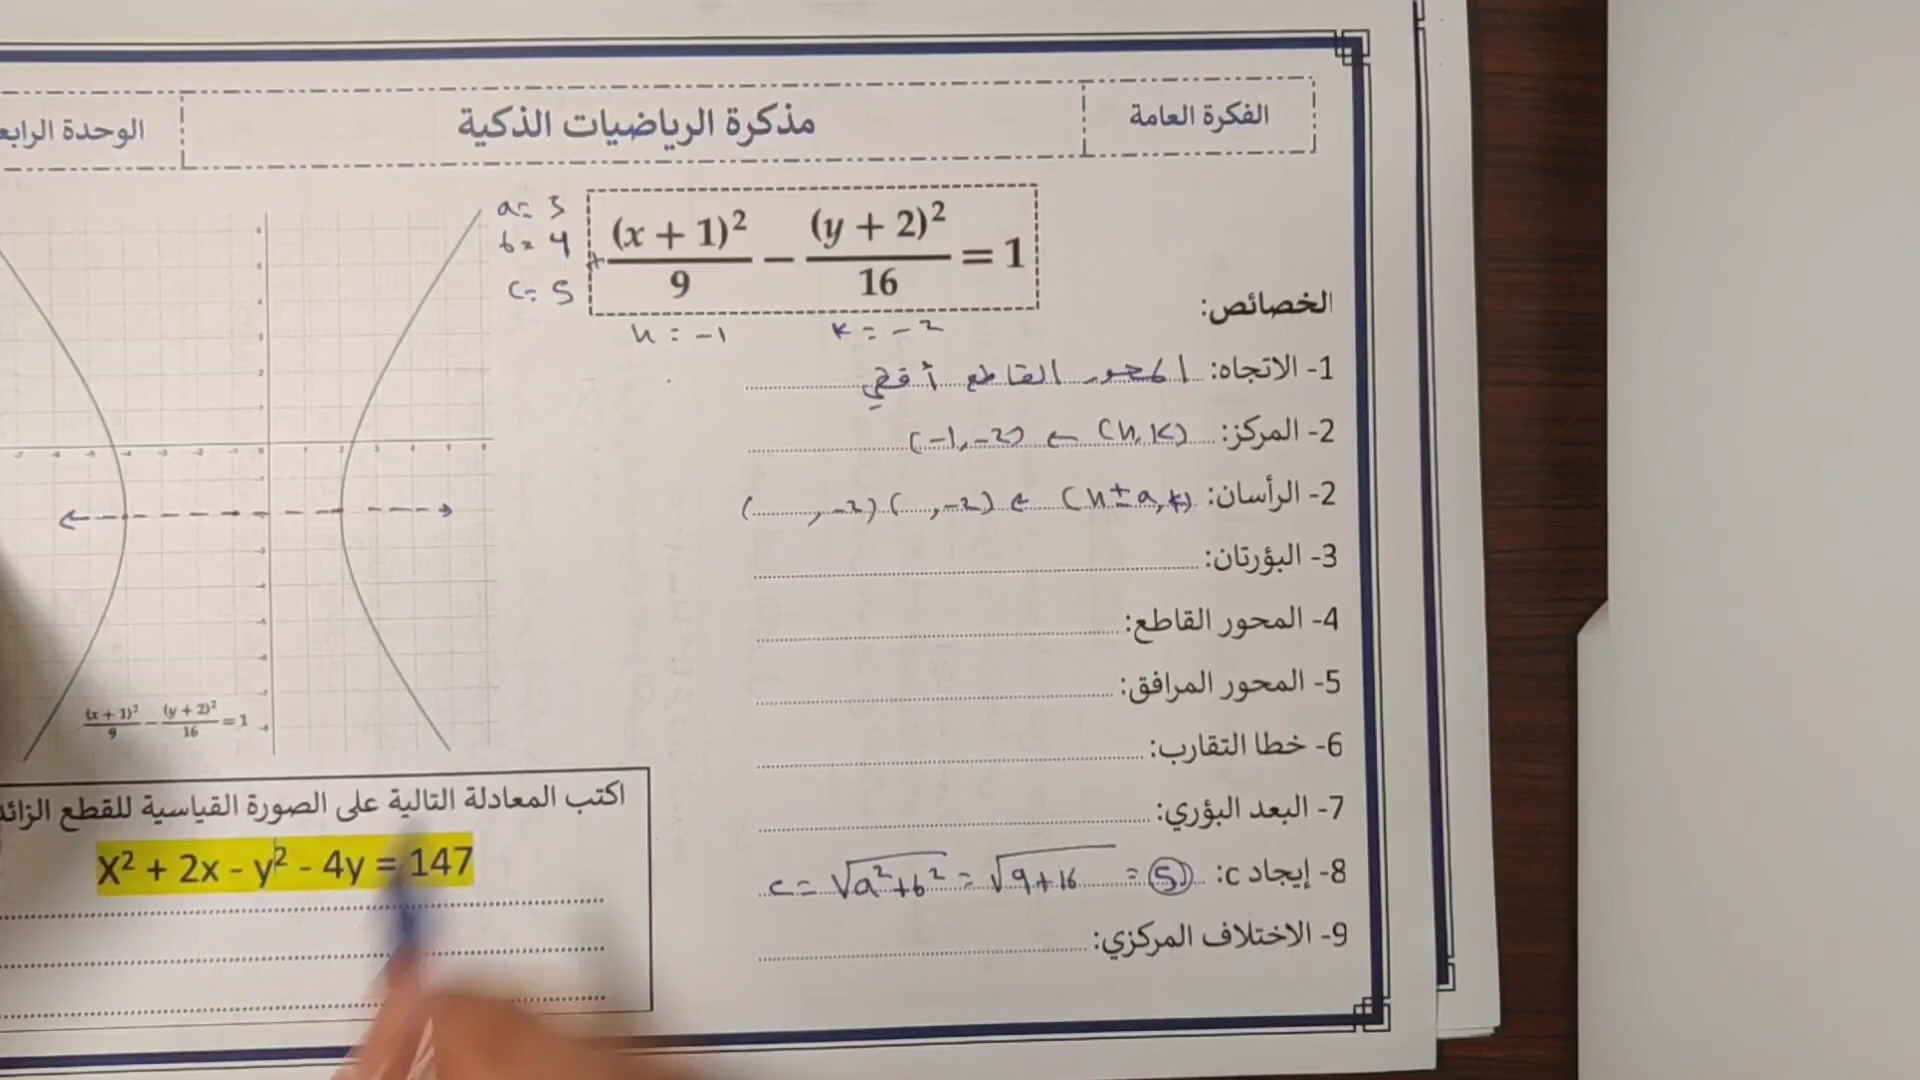 الفكرة العامة
مذكرة الرياضيات الذكية
الوحدة الرابع
(x + 1)²/9 − (y + 2)²/16 = 1
a = 3
b = 4
c = 5
h = -1
k = -2
الخصائص:
1- الاتجاه: المحور القاطع أفقي
2- المركز: (h, k) ← (-1, -2)
2- الرأسان: (h ± a, k) ← ( , -2) ( , -2)
3- البؤرتان:
4- المحور القاطع:
5- المحور المرافق:
6- خطا التقارب:
7- البعد البؤري:
8- إيجاد c: c = √a²+b² = √9+16 = 5
9- الاختلاف المركزي:
(x + 1)²/9 − (y + 2)²/16 = 1
اكتب المعادلة التالية على الصورة القياسية للقطع الزائد
X² + 2x - y² - 4y = 147